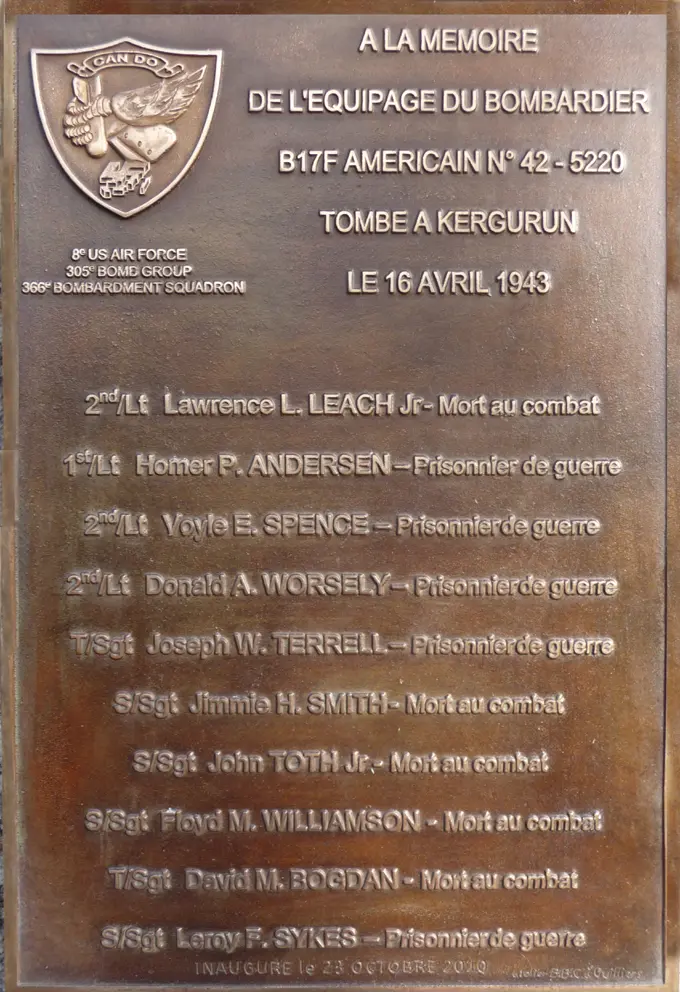 CAN DO
A LA MEMOIRE
DE L'EQUIPAGE DU BOMBARDIER
B17F AMERICAIN N° 42 - 5220
TOMBE A KERGURUN
LE 16 AVRIL 1943
8e US AIR FORCE
305e BOMB GROUP
366e BOMBARDMENT SQUADRON
2nd/Lt Lawrence L. LEACH Jr- Mort au combat
1st/Lt Homer P. ANDERSEN – Prisonnier de guerre
2nd/Lt Voyle E. SPENCE – Prisonnier de guerre
2nd/Lt Donald A. WORSELY – Prisonnier de guerre
T/Sgt Joseph W. TERRELL – Prisonnier de guerre
S/Sgt Jimmie H. SMITH - Mort au combat
S/Sgt John TOTH Jr.- Mort au combat
S/Sgt Floyd M. WILLIAMSON - Mort au combat
T/Sgt David M. BOGDAN - Mort au combat
S/Sgt Leroy F. SYKES – Prisonnier de guerre
INAUGURE le 23 OCTOBRE 2010
atelier B.B.C.